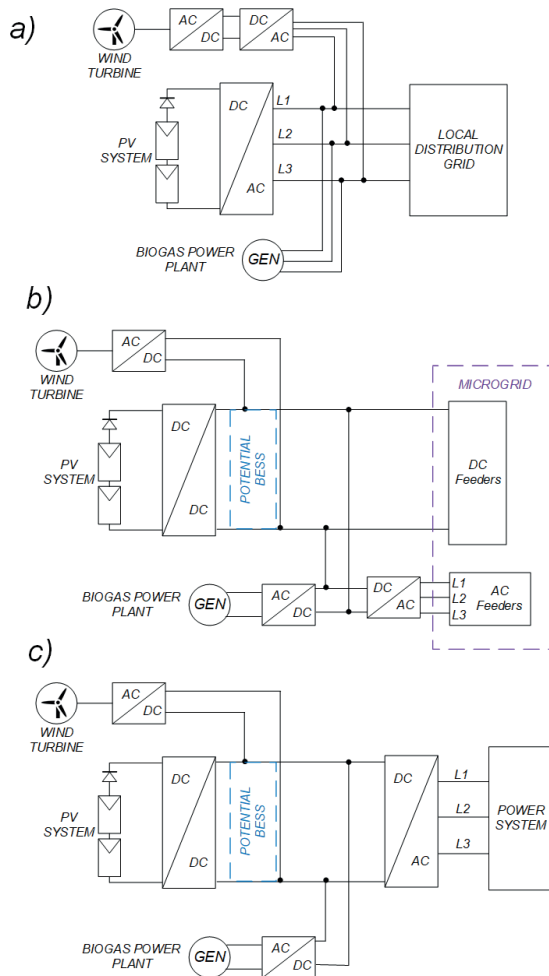 a)
AC
DC
DC
AC
WIND
TURBINE
PV
SYSTEM
DC
AC
L1
L2
L3
LOCAL
DISTRIBUTION
GRID
BIOGAS POWER
PLANT
GEN
b)
AC
DC
WIND
TURBINE
MICROGRID
PV
SYSTEM
DC
DC
POTENTIAL
BESS
DC
Feeders
BIOGAS POWER
PLANT
GEN
AC
DC
DC
AC
L1
L2
L3
AC
Feeders
c)
AC
DC
WIND
TURBINE
PV
SYSTEM
DC
DC
POTENTIAL
BESS
DC
AC
L1
L2
L3
POWER
SYSTEM
BIOGAS POWER
PLANT
GEN
AC
DC